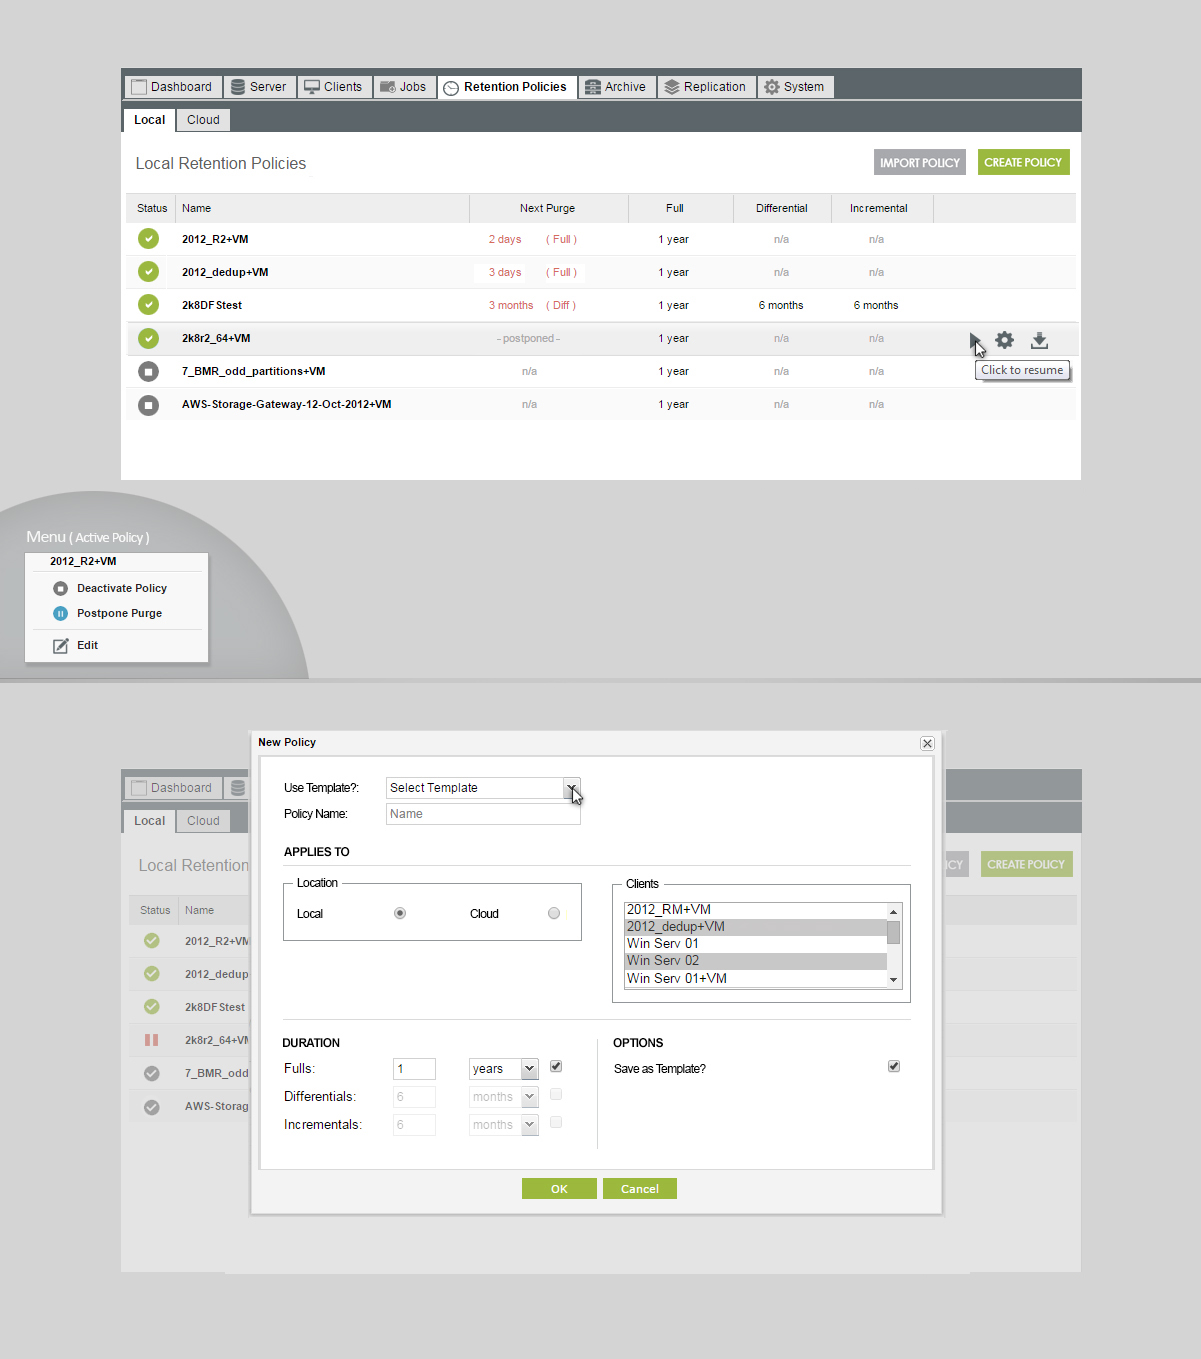 Dashboard Server Clients Jobs Retention Policies Archive Replication System
Local Cloud
Local Retention Policies IMPORT POLICY CREATE POLICY
Status Name Next Purge Full Differential Incremental
2012_R2+VM 2 days ( Full ) 1 year n/a n/a
2012_dedup+VM 3 days ( Full ) 1 year n/a n/a
2k8DFStest 3 months ( Diff ) 1 year 6 months 6 months
2k8r2_64+VM - postponed - 1 year n/a n/a
Click to resume
7_BMR_odd_partitions+VM n/a 1 year n/a n/a
AWS-Storage-Gateway-12-Oct-2012+VM n/a 1 year n/a n/a
Menu ( Active Policy )
2012_R2+VM
Deactivate Policy
Postpone Purge
Edit
New Policy
Dashboard
Local Cloud
Local Retention
CY CREATE POLICY
Status Name
2012_R2+VM
2012_dedup
2k8DFStest
2k8r2_64+VM
7_BMR_odd
AWS-Storag
Use Template?: Select Template
Policy Name: Name
APPLIES TO
Location
Local Cloud
Clients
2012_RM+VM
2012_dedup+VM
Win Serv 01
Win Serv 02
Win Serv 01+VM
DURATION
Fulls: 1 years
Differentials: 6 months
Incrementals: 6 months
OPTIONS
Save as Template?
OK Cancel